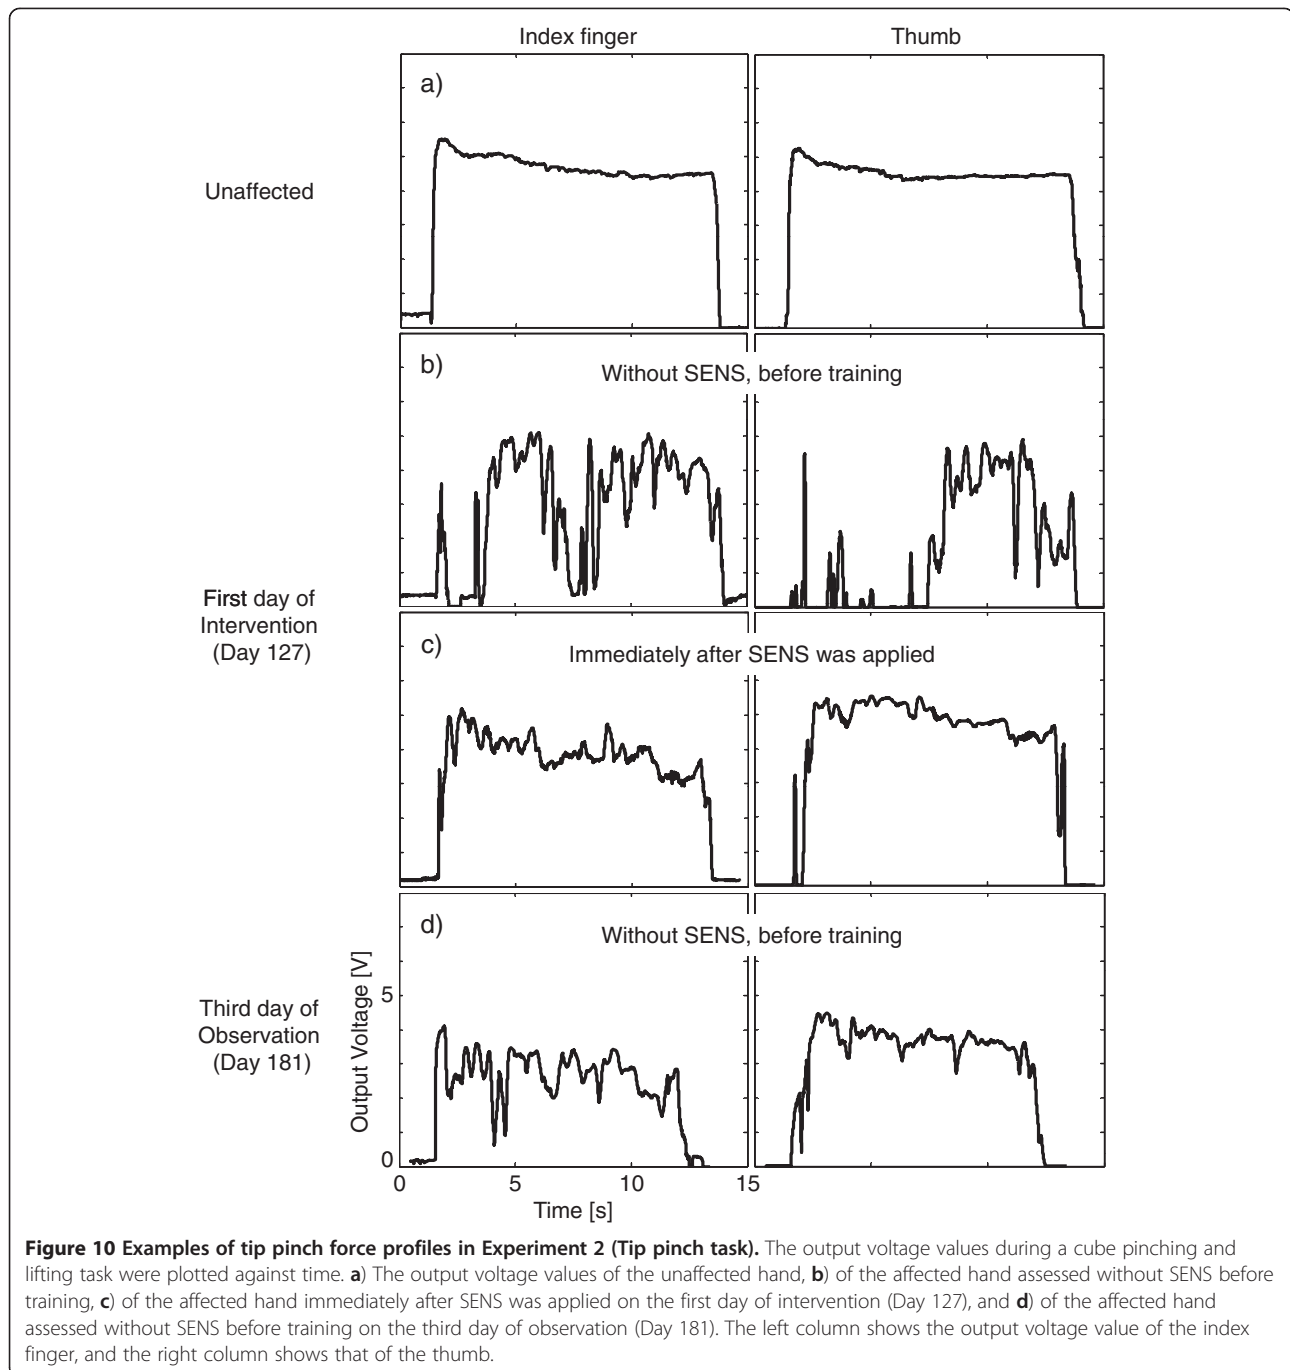 Index finger
Thumb
a)
Unaffected
b)
Without SENS, before training
First day of
Intervention
(Day 127)
c)
Immediately after SENS was applied
d)
Without SENS, before training
Third day of
Observation
(Day 181)
Output Voltage [V]
5
0
0
5
10
15
Time [s]
Figure 10 Examples of tip pinch force profiles in Experiment 2 (Tip pinch task). The output voltage values during a cube pinching and
lifting task were plotted against time. a) The output voltage values of the unaffected hand, b) of the affected hand assessed without SENS before
training, c) of the affected hand immediately after SENS was applied on the first day of intervention (Day 127), and d) of the affected hand
assessed without SENS before training on the third day of observation (Day 181). The left column shows the output voltage value of the index
finger, and the right column shows that of the thumb.